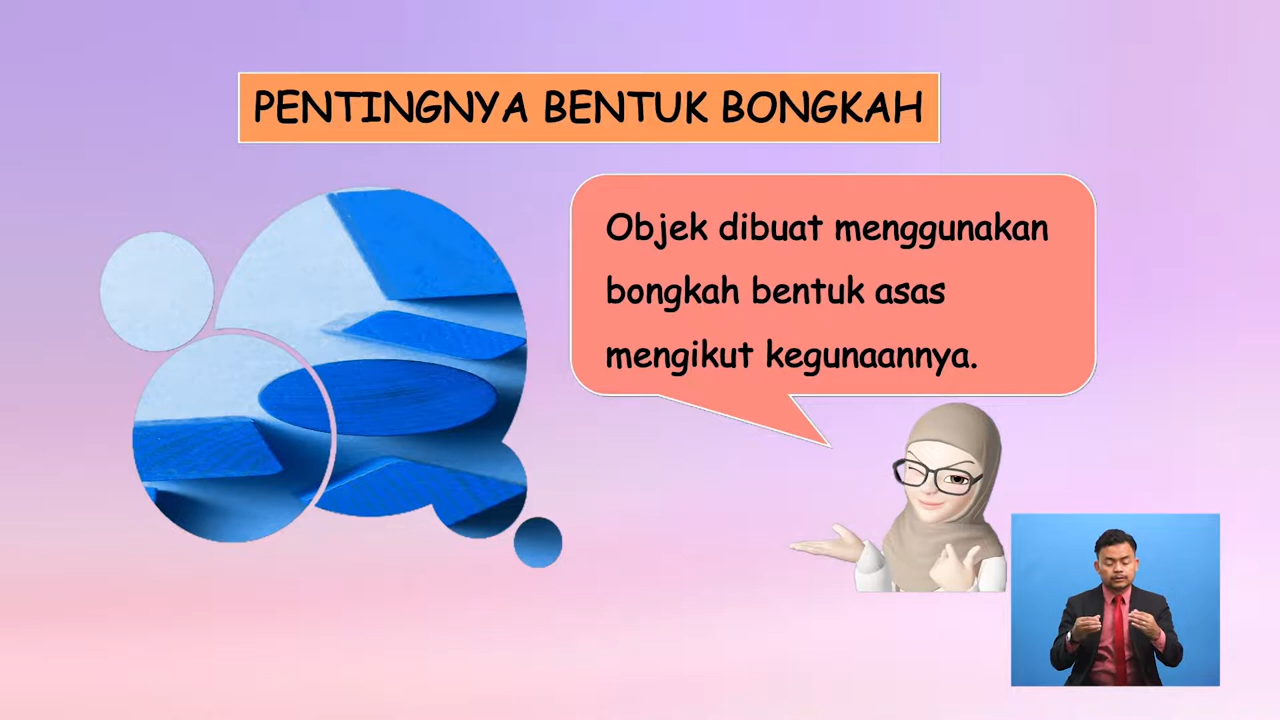 PENTINGNYA BENTUK BONGKAH
Objek dibuat menggunakan
bongkah bentuk asas
mengikut kegunaannya.